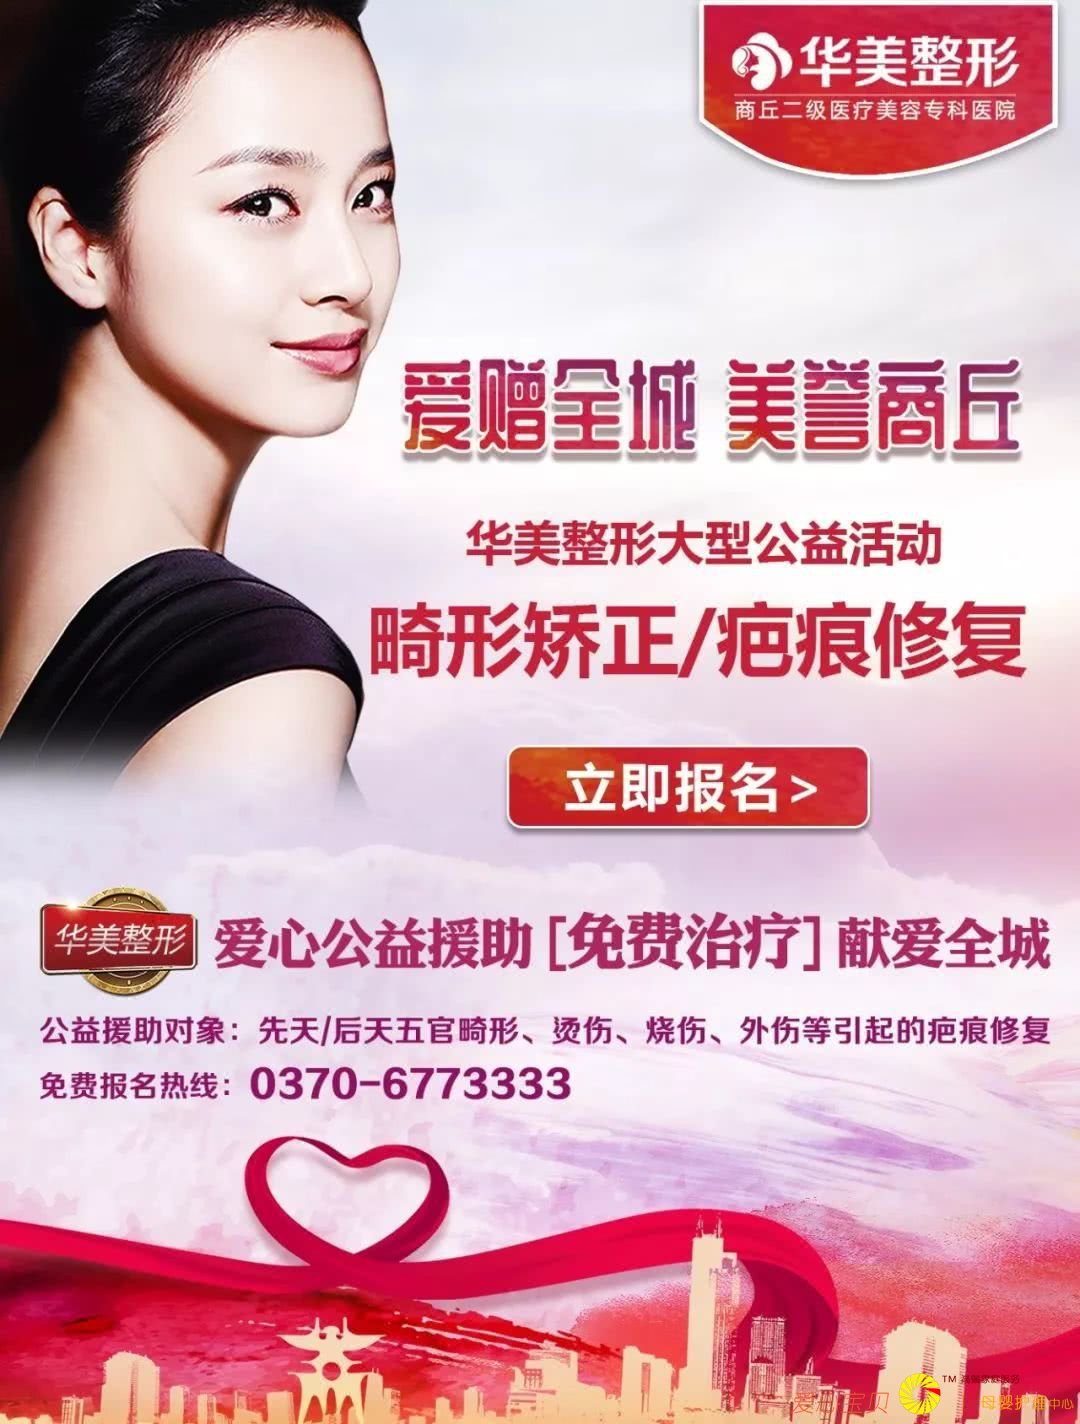 华美整形
商丘二级医疗美容专科医院
爱赠全城 美誉商丘
华美整形大型公益活动
畸形矫正/疤痕修复
立即报名>
华美整形
爱心公益援助[免费治疗]献爱全城
公益援助对象：先天/后天五官畸形、烫伤、烧伤、外伤等引起的疤痕修复
免费报名热线：0370-6773333
爱心宝贝
TM
母婴护理中心